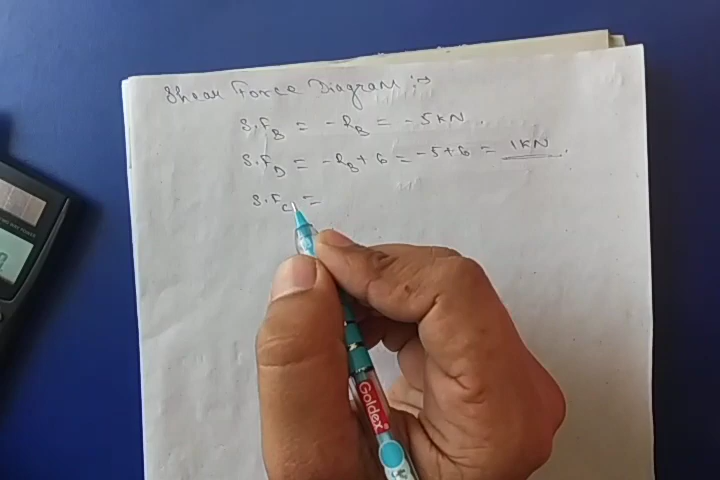 Shear Force Diagram :→
S.F_B = -R_B = -5KN.
S.F_D = -R_B + 6 = -5+6 = 1KN.
S.F_C =
Goldex